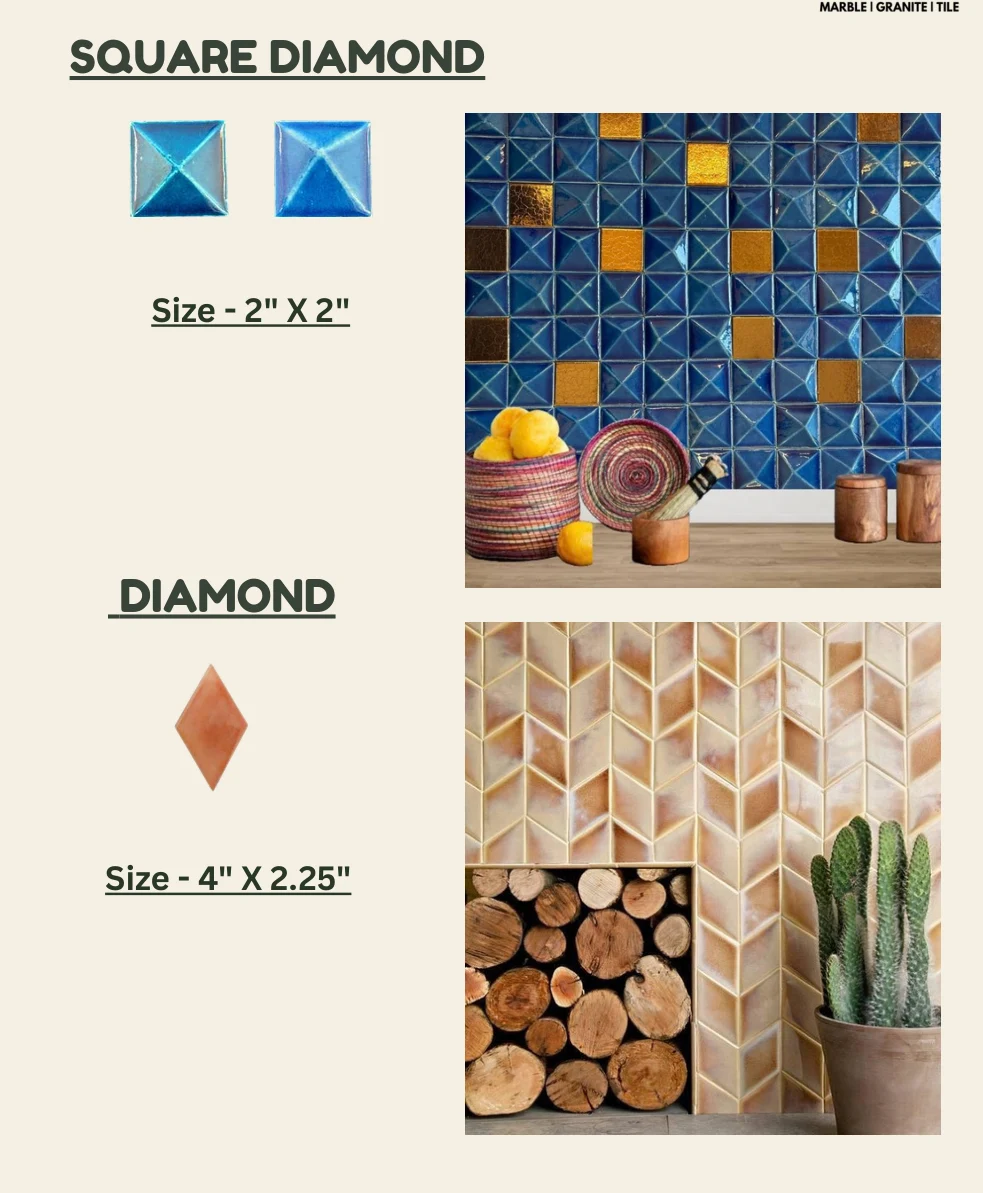 MARBLE | GRANITE | TILE
SQUARE DIAMOND
Size - 2" X 2"
DIAMOND
Size - 4" X 2.25"